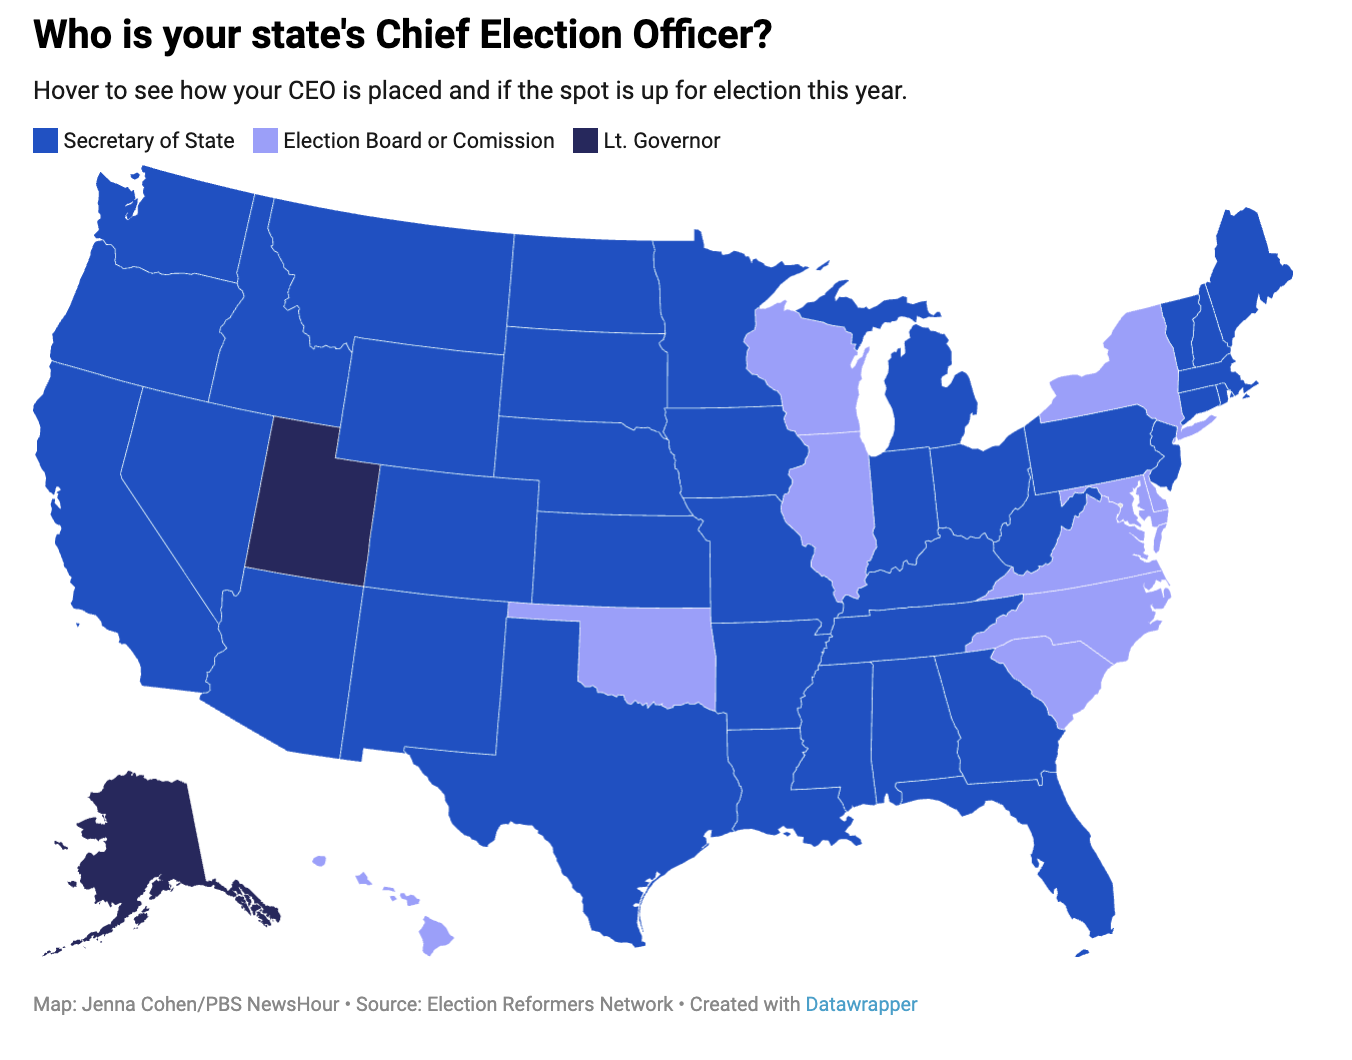 Who is your state's Chief Election Officer?
Hover to see how your CEO is placed and if the spot is up for election this year.
Secretary of State Election Board or Comission Lt. Governor
Map: Jenna Cohen/PBS NewsHour • Source: Election Reformers Network • Created with Datawrapper